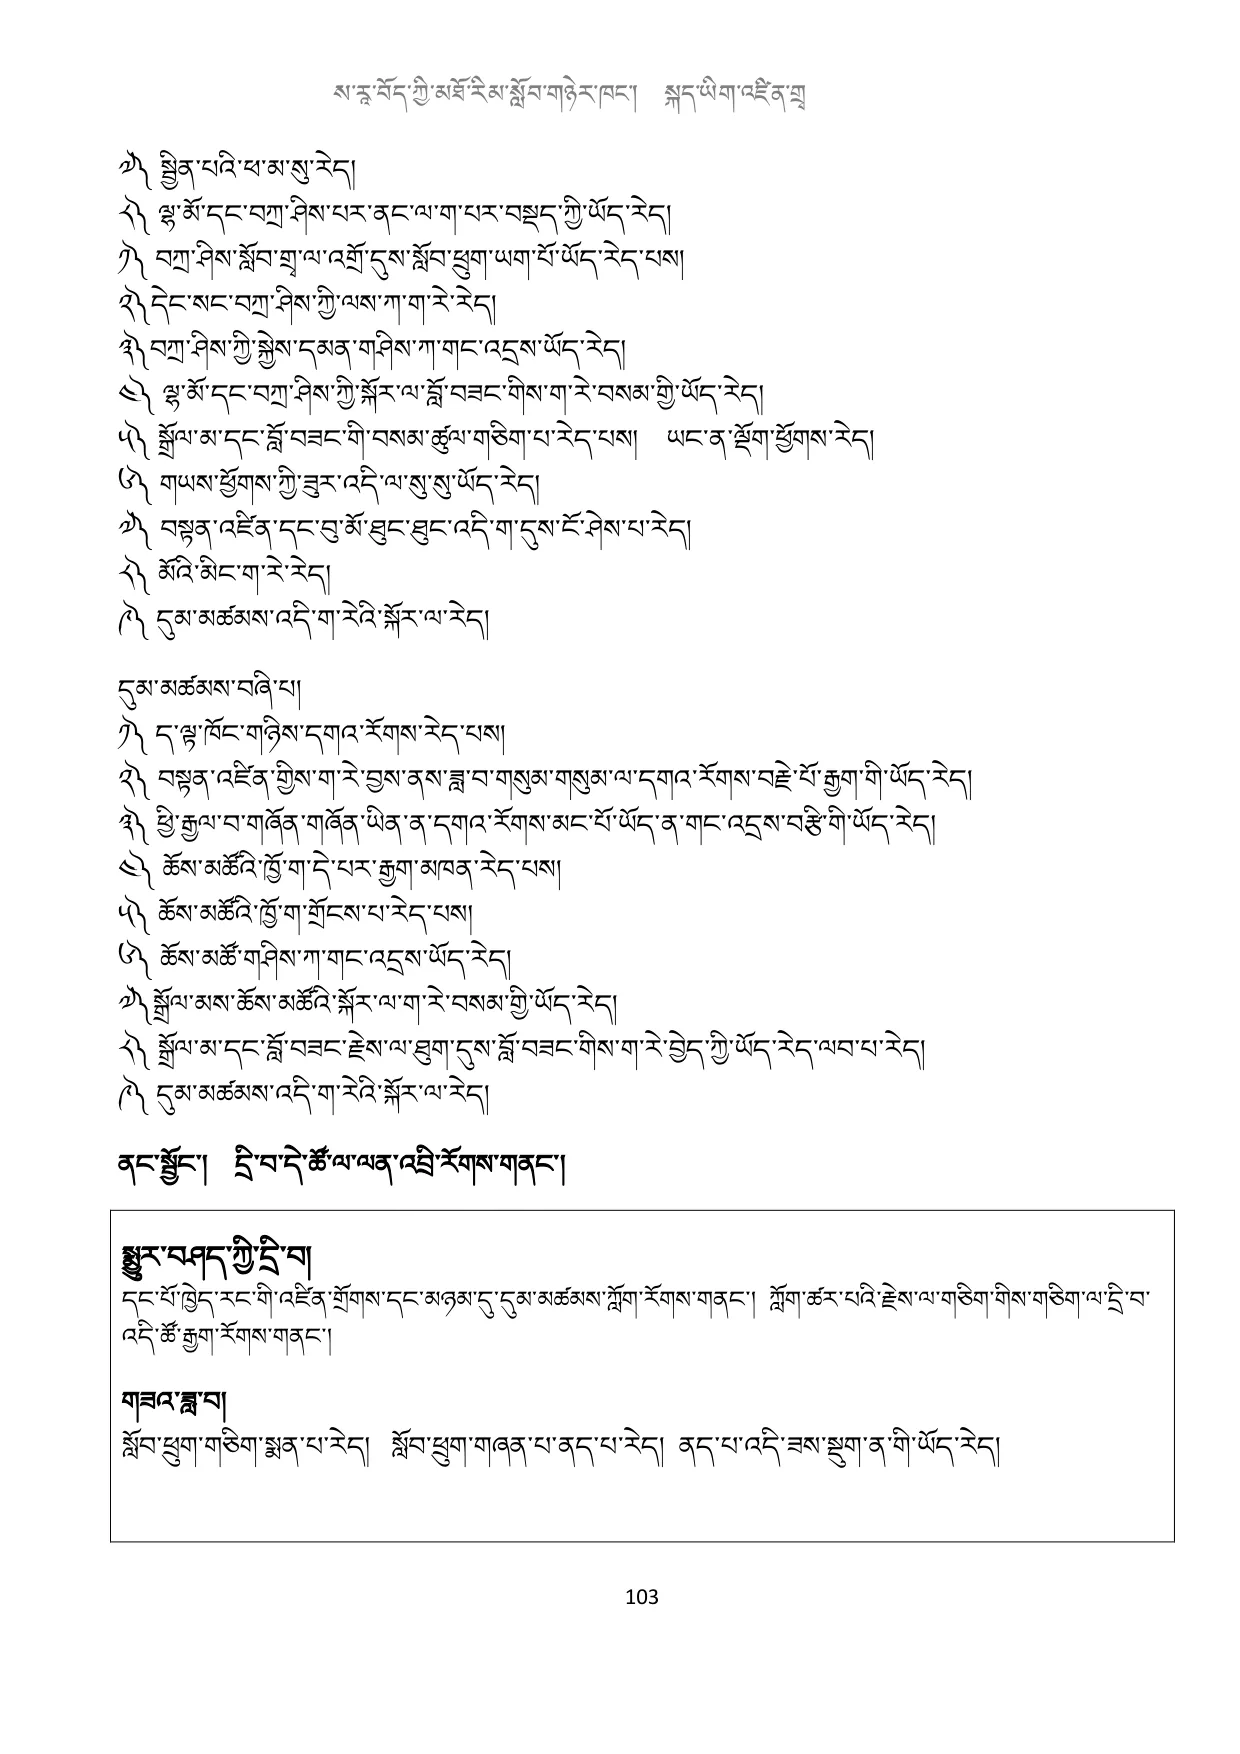 ས་རཱ་བོད་ཀྱི་མཐོ་རིམ་སློབ་གཉེར་ཁང་།    སྐད་ཡིག་འཛིན་གྲྭ
༧༽ སྦྱིན་པའི་ཕ་མ་སུ་རེད།
༨༽ ལྷ་མོ་དང་བཀྲ་ཤིས་པར་ནང་ལ་ག་པར་བསྡད་ཀྱི་ཡོད་རེད།
༡༽ བཀྲ་ཤིས་སློབ་གྲྭ་ལ་འགྲོ་དུས་སློབ་ཕྲུག་ཡག་པོ་ཡོད་རེད་པས།
༢༽དེང་སང་བཀྲ་ཤིས་ཀྱི་ལས་ཀ་ག་རེ་རེད།
༣༽བཀྲ་ཤིས་ཀྱི་སྐྱེས་དམན་གཤིས་ཀ་གང་འདྲས་ཡོད་རེད།
༤༽ ལྷ་མོ་དང་བཀྲ་ཤིས་ཀྱི་སྐོར་ལ་བློ་བཟང་གིས་ག་རེ་བསམ་གྱི་ཡོད་རེད།
༥༽ སྒྲོལ་མ་དང་བློ་བཟང་གི་བསམ་ཚུལ་གཅིག་པ་རེད་པས།    ཡང་ན་ལྡོག་ཕྱོགས་རེད།
༦༽ གཡས་ཕྱོགས་ཀྱི་ཟུར་འདི་ལ་སུ་སུ་ཡོད་རེད།
༧༽ བསྟན་འཛིན་དང་བུ་མོ་ཐུང་ཐུང་འདི་ག་དུས་ངོ་ཤེས་པ་རེད།
༨༽ མོའི་མིང་ག་རེ་རེད།
༩༽ དུམ་མཚམས་འདི་ག་རེའི་སྐོར་ལ་རེད།
དུམ་མཚམས་བཞི་པ།
༡༽ ད་ལྟ་ཁོང་གཉིས་དགའ་རོགས་རེད་པས།
༢༽ བསྟན་འཛིན་གྱིས་ག་རེ་བྱས་ནས་ཟླ་བ་གསུམ་གསུམ་ལ་དགའ་རོགས་བརྗེ་པོ་རྒྱག་གི་ཡོད་རེད།
༣༽ ཕྱི་རྒྱལ་བ་གཞོན་གཞོན་ཡིན་ན་དགའ་རོགས་མང་པོ་ཡོད་ན་གང་འདྲས་བརྩི་གི་ཡོད་རེད།
༤༽ ཆོས་མཚོའི་ཁྱོ་ག་དེ་པར་རྒྱག་མཁན་རེད་པས།
༥༽ ཆོས་མཚོའི་ཁྱོ་ག་གྲོངས་པ་རེད་པས།
༦༽ ཆོས་མཚོ་གཤིས་ཀ་གང་འདྲས་ཡོད་རེད།
༧༽སྒྲོལ་མས་ཆོས་མཚོའི་སྐོར་ལ་ག་རེ་བསམ་གྱི་ཡོད་རེད།
༨༽ སྒྲོལ་མ་དང་བློ་བཟང་རྗེས་ལ་ཐུག་དུས་བློ་བཟང་གིས་ག་རེ་བྱེད་ཀྱི་ཡོད་རེད་ལབ་པ་རེད།
༩༽ དུམ་མཚམས་འདི་ག་རེའི་སྐོར་ལ་རེད།
ནང་སྦྱོང་།   དྲི་བ་དེ་ཚོ་ལ་ལན་འབྲི་རོགས་གནང་།
སྨྱུར་བཤད་ཀྱི་དྲི་བ།
དང་པོ་ཁྱེད་རང་གི་འཛིན་གྲོགས་དང་མཉམ་དུ་དུམ་མཚམས་ཀློག་རོགས་གནང་།  ཀློག་ཚར་པའི་རྗེས་ལ་གཅིག་གིས་གཅིག་ལ་དྲི་བ་
འདི་ཚོ་རྒྱག་རོགས་གནང་།
གཟའ་ཟླ་བ།
སློབ་ཕྲུག་གཅིག་སྨན་པ་རེད།   སློབ་ཕྲུག་གཞན་པ་ནད་པ་རེད།  ནད་པ་འདི་ཟས་སྡུག་ན་གི་ཡོད་རེད།
103